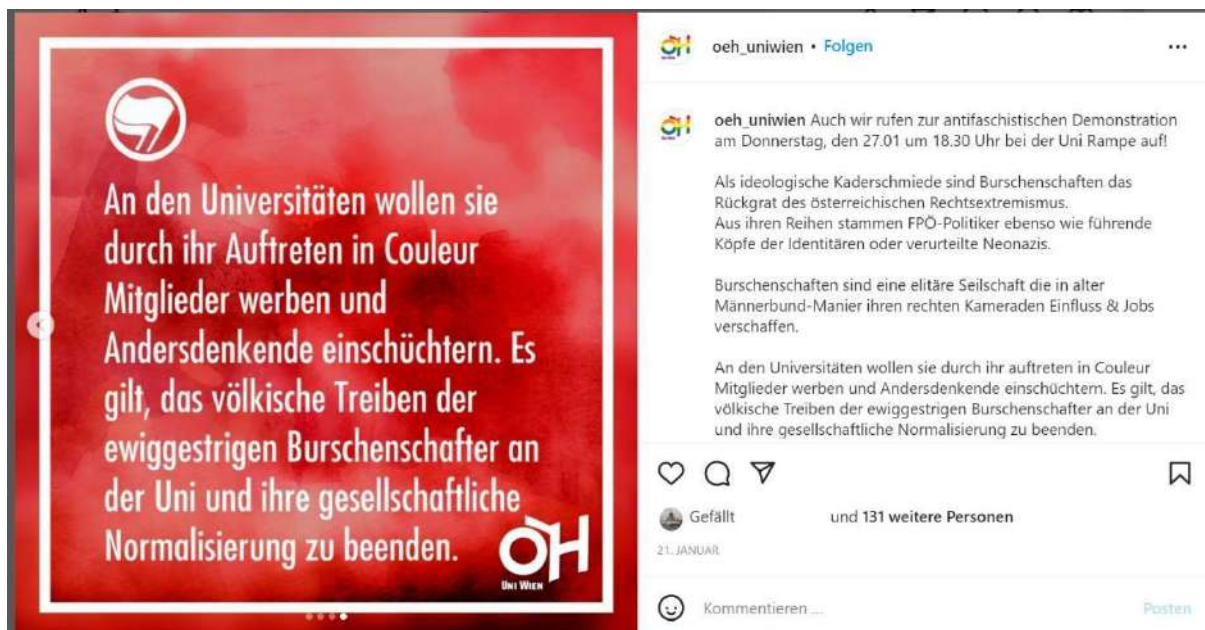 An den Universitäten wollen sie
durch ihr Auftreten in Couleur
Mitglieder werben und
Andersdenkende einschüchtern. Es
gilt, das völkische Treiben der
ewiggestrigen Burschenschafter an
der Uni und ihre gesellschaftliche
Normalisierung zu beenden.
ÖH
UNI WIEN
oeh_uniwien • Folgen
oeh_uniwien Auch wir rufen zur antifaschistischen Demonstration
am Donnerstag, den 27.01 um 18.30 Uhr bei der Uni Rampe auf!
Als ideologische Kaderschmiede sind Burschenschaften das
Rückgrat des österreichischen Rechtsextremismus.
Aus ihren Reihen stammen FPÖ-Politiker ebenso wie führende
Köpfe der Identitären oder verurteilte Neonazis.
Burschenschaften sind eine elitäre Seilschaft die in alter
Männerbund-Manier ihren rechten Kameraden Einfluss & Jobs
verschaffen.
An den Universitäten wollen sie durch ihr auftreten in Couleur
Mitglieder werben und Andersdenkende einschüchtern. Es gilt, das
völkische Treiben der ewiggestrigen Burschenschafter an der Uni
und ihre gesellschaftliche Normalisierung zu beenden.
Gefällt und 131 weitere Personen
21. JANUAR
Kommentieren ... Posten